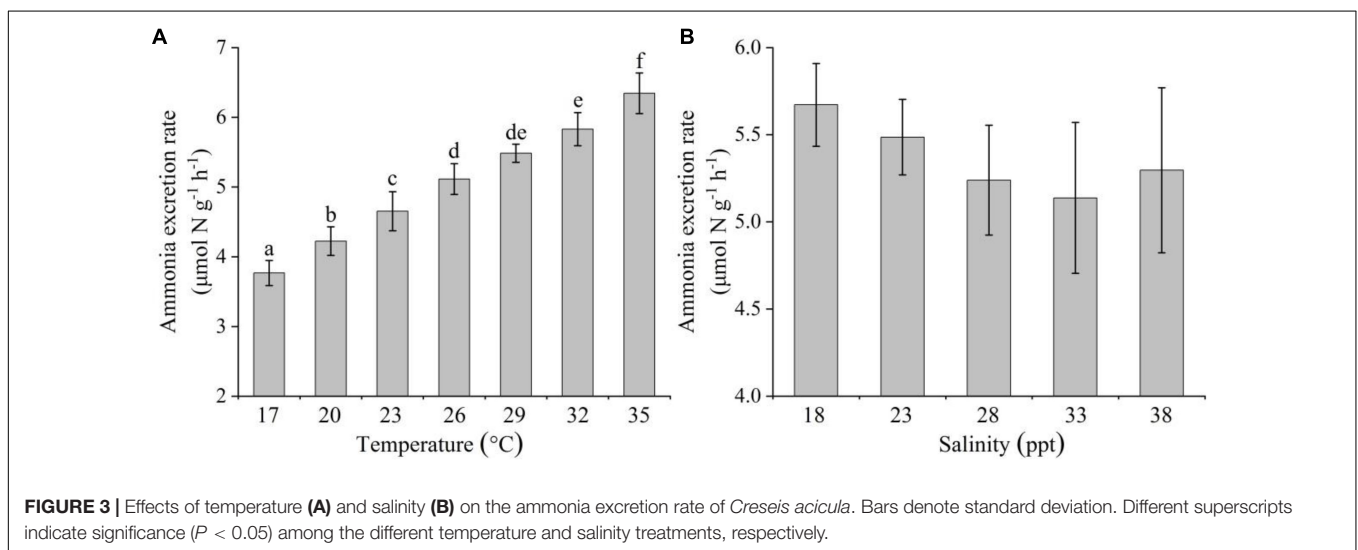 A
Ammonia excretion rate
(μmol N g⁻¹ h⁻¹)
7
6
5
4
3
2
a
b
c
d
de
e
f
17 20 23 26 29 32 35
Temperature (°C)
B
Ammonia excretion rate
(μmol N g⁻¹ h⁻¹)
6.0
5.5
5.0
4.5
4.0
18 23 28 33 38
Salinity (ppt)
FIGURE 3 | Effects of temperature (A) and salinity (B) on the ammonia excretion rate of Creseis acicula. Bars denote standard deviation. Different superscripts
indicate significance (P < 0.05) among the different temperature and salinity treatments, respectively.